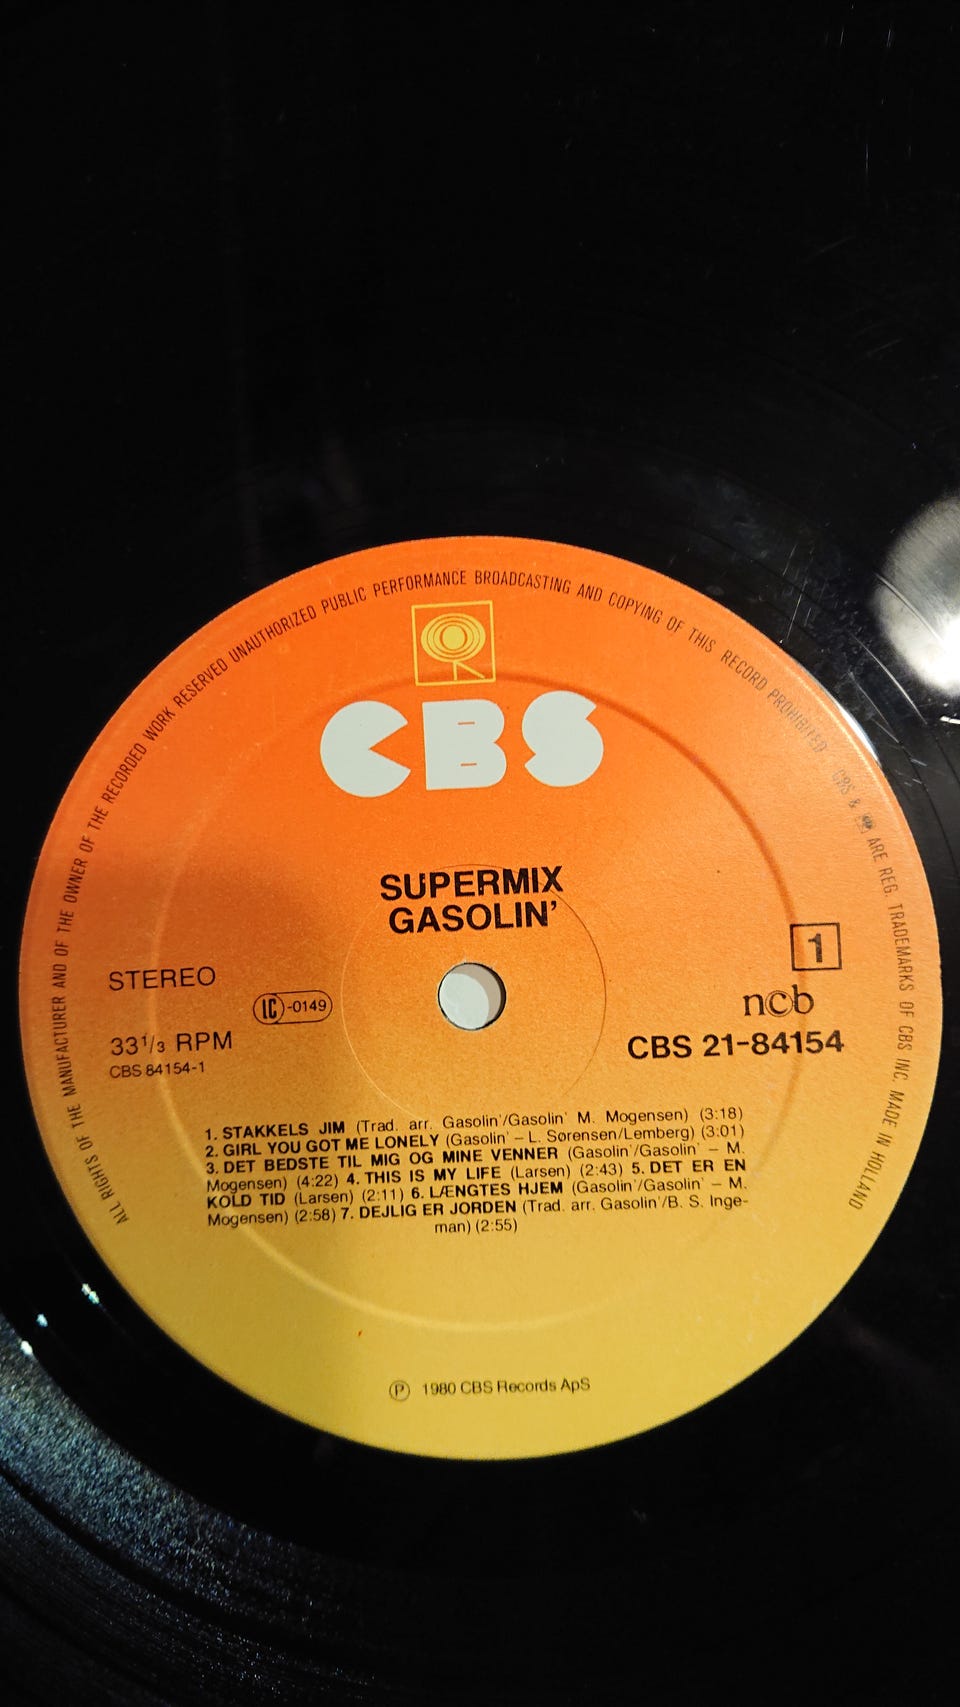 ALL RIGHTS OF THE MANUFACTURER AND OF THE OWNER OF THE RECORDED WORK RESERVED UNAUTHORIZED PUBLIC PERFORMANCE BROADCASTING AND COPYING OF THIS RECORD PROHIBITED CBS & ARE REG. TRADEMARKS OF CBS INC. MADE IN HOLLAND
CBS
SUPERMIX
GASOLIN'
STEREO
LC-0149
33 1/3 RPM
CBS 84154-1
1
ncb
CBS 21-84154
1. STAKKELS JIM (Trad. arr. Gasolin'/Gasolin' M. Mogensen) (3:18)
2. GIRL YOU GOT ME LONELY (Gasolin' – L. Sørensen/Lemberg) (3:01)
3. DET BEDSTE TIL MIG OG MINE VENNER (Gasolin'/Gasolin' – M.
Mogensen) (4:22) 4. THIS IS MY LIFE (Larsen) (2:43) 5. DET ER EN
KOLD TID (Larsen) (2:11) 6. LÆNGTES HJEM (Gasolin'/Gasolin' – M.
Mogensen) (2:58) 7. DEJLIG ER JORDEN (Trad. arr. Gasolin'/B. S. Inge-
man) (2:55)
Ⓟ 1980 CBS Records ApS